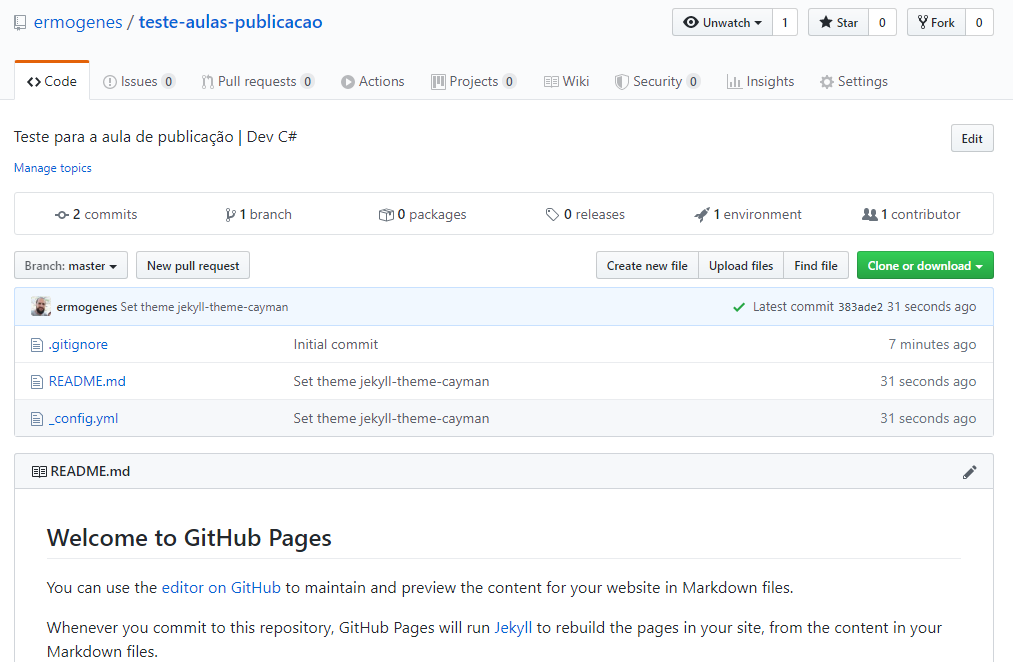 ermogenes / teste-aulas-publicacao
Unwatch 1 Star 0 Fork 0
Code Issues 0 Pull requests 0 Actions Projects 0 Wiki Security 0 Insights Settings
Teste para a aula de publicação | Dev C#
Edit
Manage topics
2 commits 1 branch 0 packages 0 releases 1 environment 1 contributor
Branch: master New pull request Create new file Upload files Find file Clone or download
ermogenes Set theme jekyll-theme-cayman Latest commit 383ade2 31 seconds ago
.gitignore Initial commit 7 minutes ago
README.md Set theme jekyll-theme-cayman 31 seconds ago
_config.yml Set theme jekyll-theme-cayman 31 seconds ago
README.md
Welcome to GitHub Pages
You can use the editor on GitHub to maintain and preview the content for your website in Markdown files.
Whenever you commit to this repository, GitHub Pages will run Jekyll to rebuild the pages in your site, from the content in your
Markdown files.